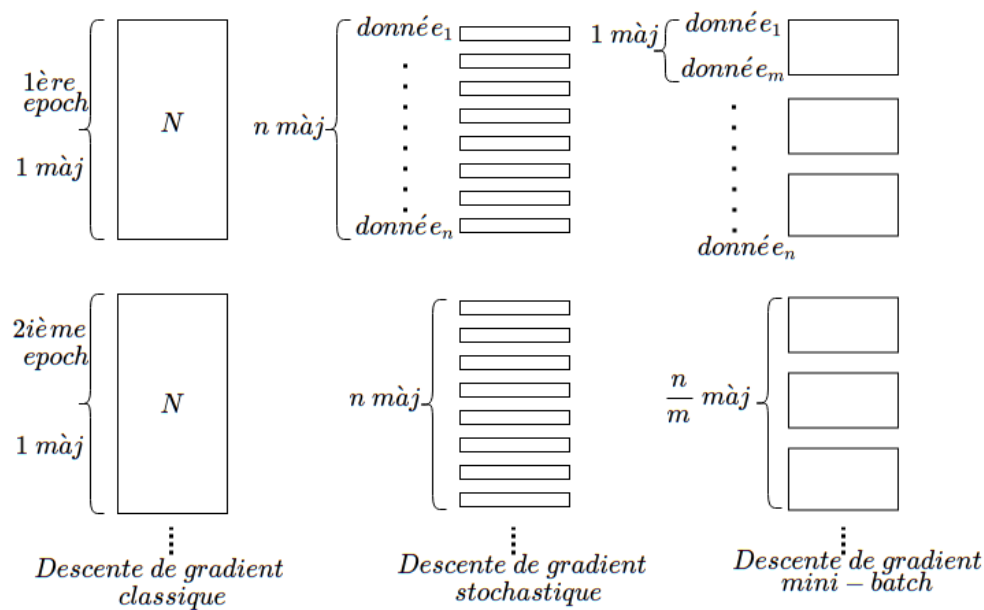 1ère
epoch
1 màj
N
n màj
donnée₁
donnéeₙ
1 màj
donnée₁
donnéeₘ
donnéeₙ
2ième
epoch
1 màj
N
n màj
n/m màj
Descente de gradient
classique
Descente de gradient
stochastique
Descente de gradient
mini – batch